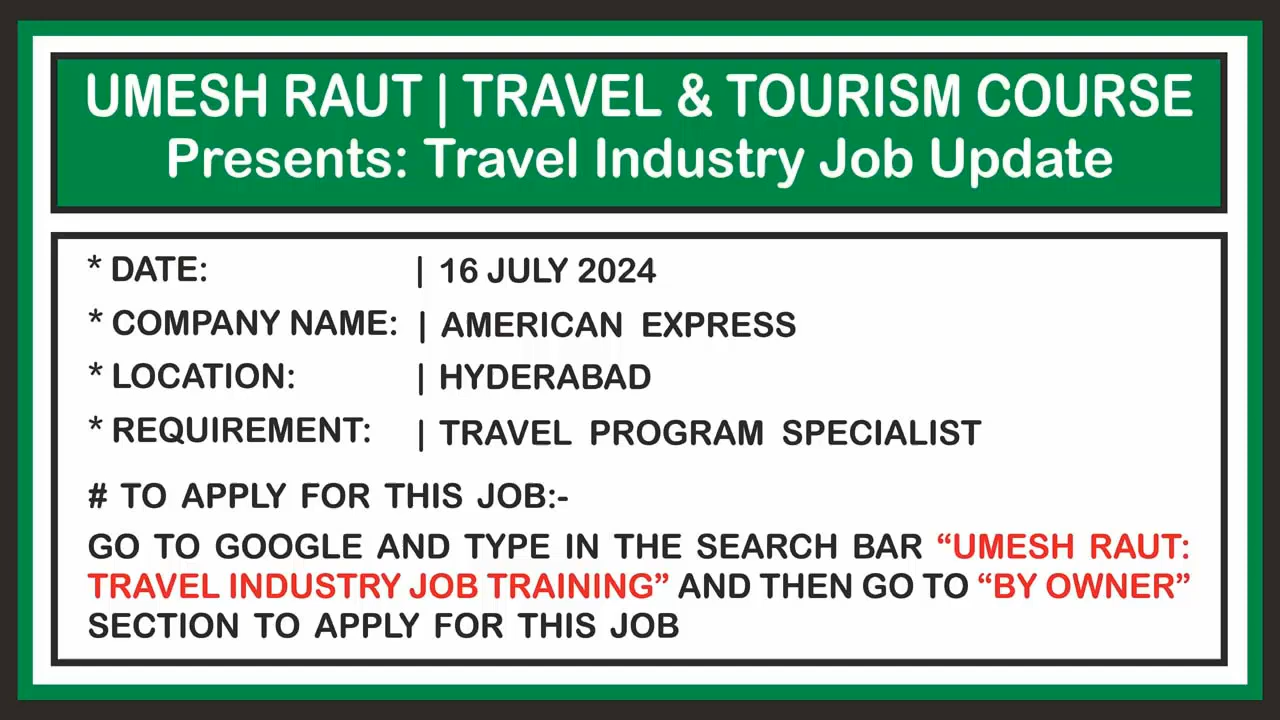 UMESH RAUT | TRAVEL & TOURISM COURSE
Presents: Travel Industry Job Update
* DATE: | 16 JULY 2024
* COMPANY NAME: | AMERICAN EXPRESS
* LOCATION: | HYDERABAD
* REQUIREMENT: | TRAVEL PROGRAM SPECIALIST
# TO APPLY FOR THIS JOB:-
GO TO GOOGLE AND TYPE IN THE SEARCH BAR “UMESH RAUT:
TRAVEL INDUSTRY JOB TRAINING” AND THEN GO TO “BY OWNER”
SECTION TO APPLY FOR THIS JOB